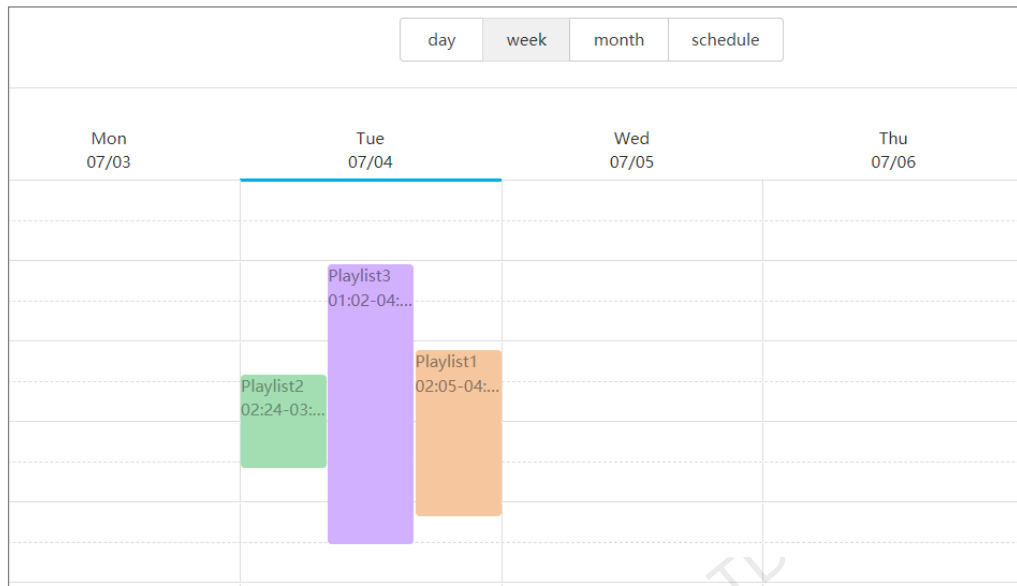 day week month schedule
Mon Tue Wed Thu
07/03 07/04 07/05 07/06
Playlist3
01:02-04:...
Playlist1
02:05-04:...
Playlist2
02:24-03:...